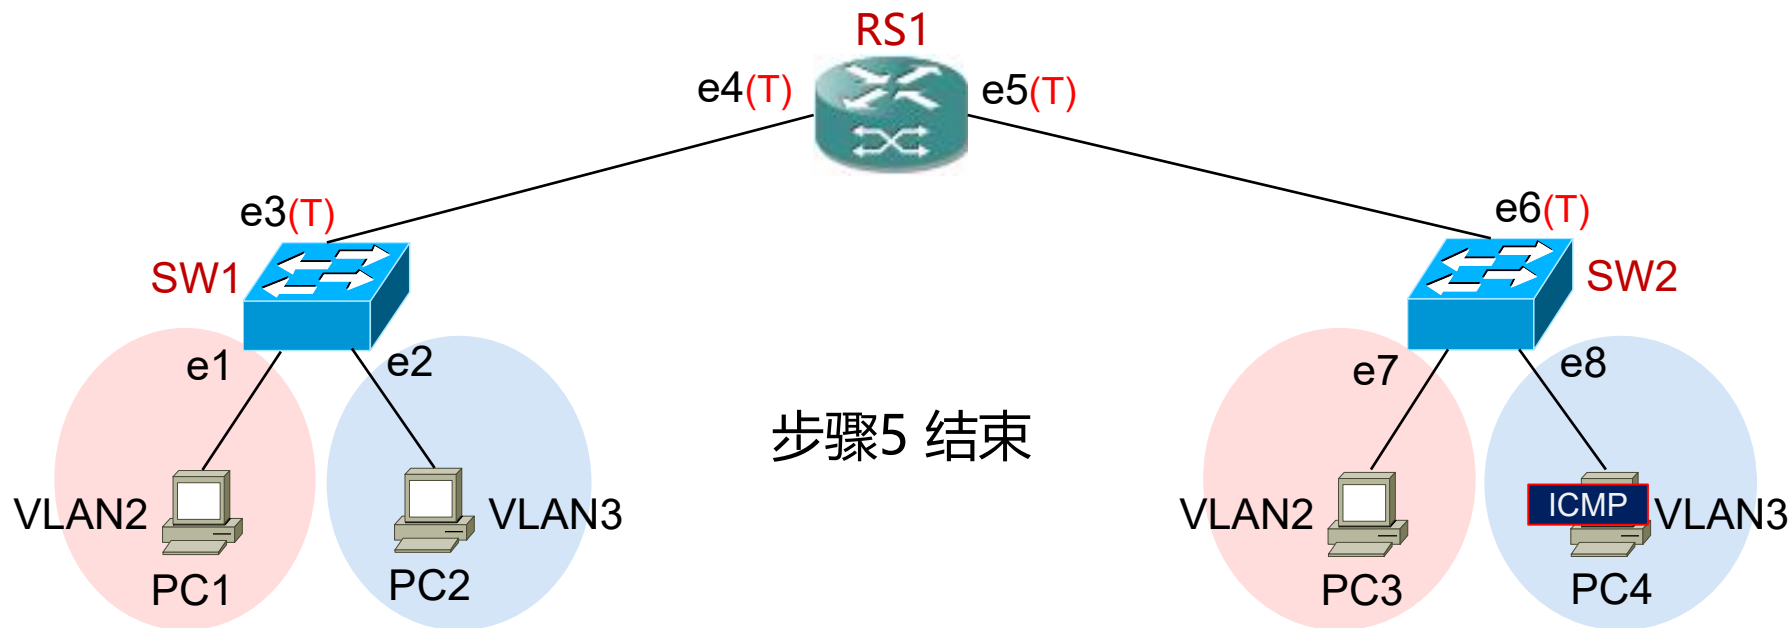 RS1
e4(T)
e5(T)
e3(T)
e6(T)
SW1
SW2
e1
e2
e7
e8
步骤5 结束
VLAN2
VLAN3
VLAN2
ICMP
VLAN3
PC1
PC2
PC3
PC4